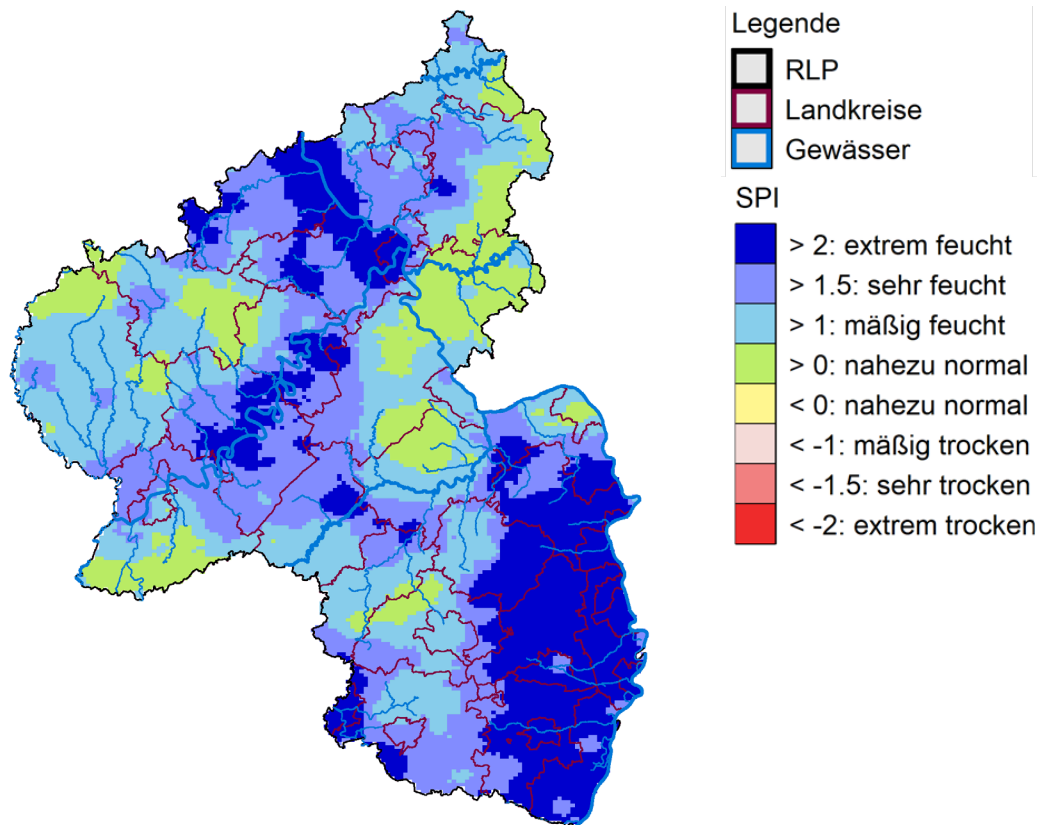 Legende
RLP
Landkreise
Gewässer
SPI
> 2: extrem feucht
> 1.5: sehr feucht
> 1: mäßig feucht
> 0: nahezu normal
< 0: nahezu normal
< -1: mäßig trocken
< -1.5: sehr trocken
< -2: extrem trocken